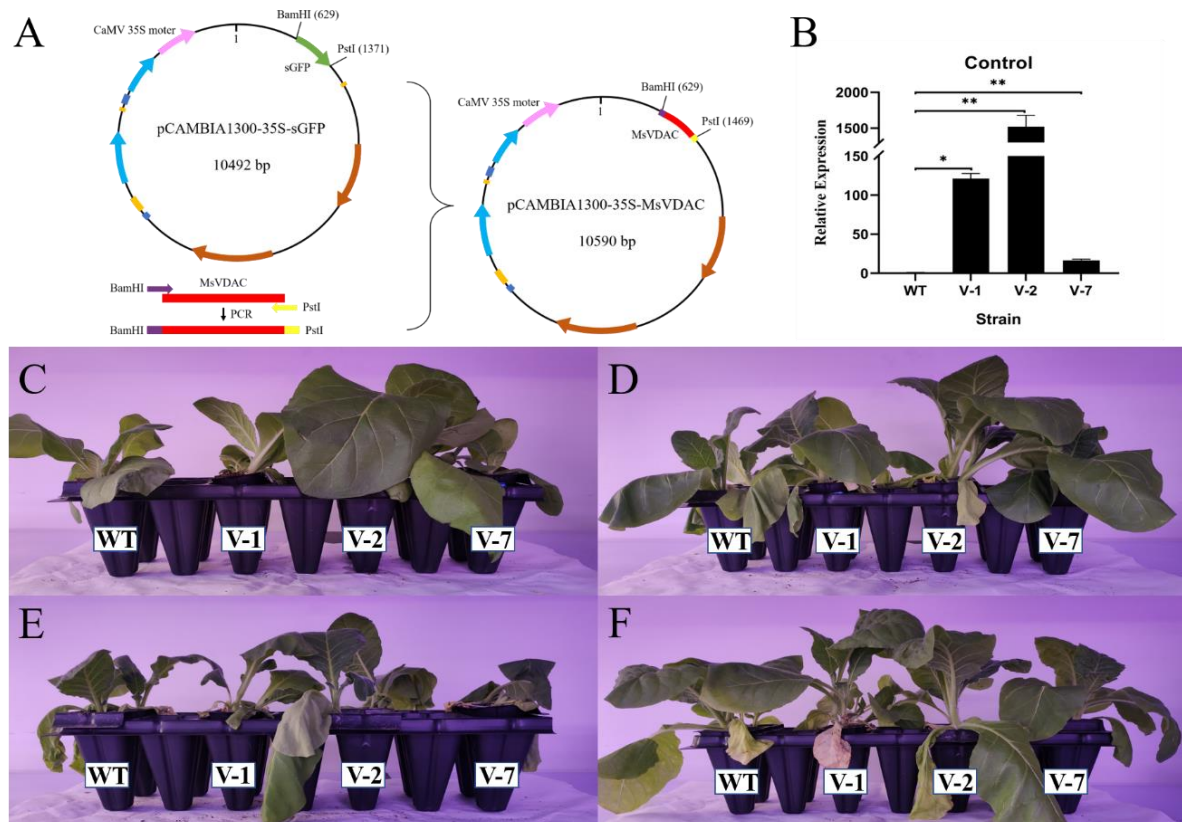 A
BamHI (629)
CaMV 35S moter
I
PstI (1371)
sGFP
pCAMBIA1300-35S-sGFP
10492 bp
MsVDAC
BamHI
PstI
PCR
BamHI
PstI
BamHI (629)
CaMV 35S moter
I
PstI (1469)
MsVDAC
pCAMBIA1300-35S-MsVDAC
10590 bp
B
Control
Relative Expression
2000
1500
150
100
50
0
**
**
*
WT V-1 V-2 V-7
Strain
C
WT V-1 V-2 V-7
D
WT V-1 V-2 V-7
E
WT V-1 V-2 V-7
F
WT V-1 V-2 V-7